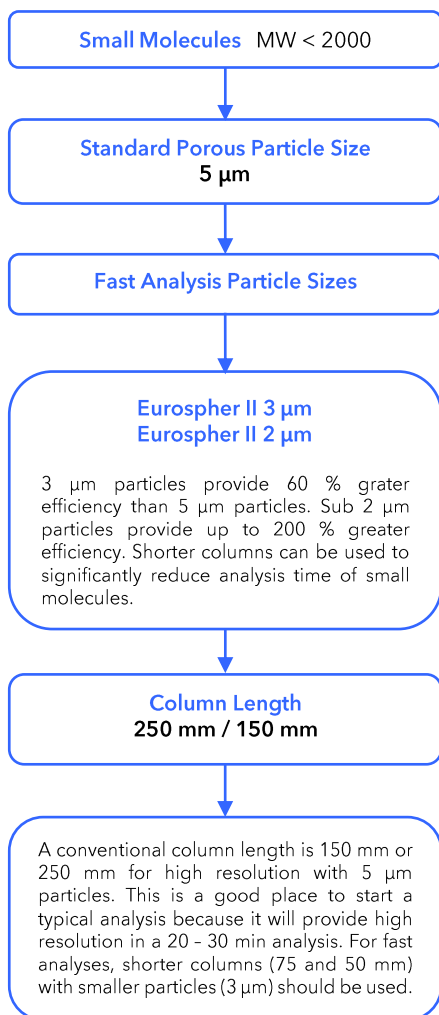 Small Molecules MW < 2000
Standard Porous Particle Size
5 µm
Fast Analysis Particle Sizes
Eurospher II 3 µm
Eurospher II 2 µm
3 µm particles provide 60 % grater
efficiency than 5 µm particles. Sub 2 µm
particles provide up to 200 % greater
efficiency. Shorter columns can be used to
significantly reduce analysis time of small
molecules.
Column Length
250 mm / 150 mm
A conventional column length is 150 mm or
250 mm for high resolution with 5 µm
particles. This is a good place to start a
typical analysis because it will provide high
resolution in a 20 – 30 min analysis. For fast
analyses, shorter columns (75 and 50 mm)
with smaller particles (3 µm) should be used.